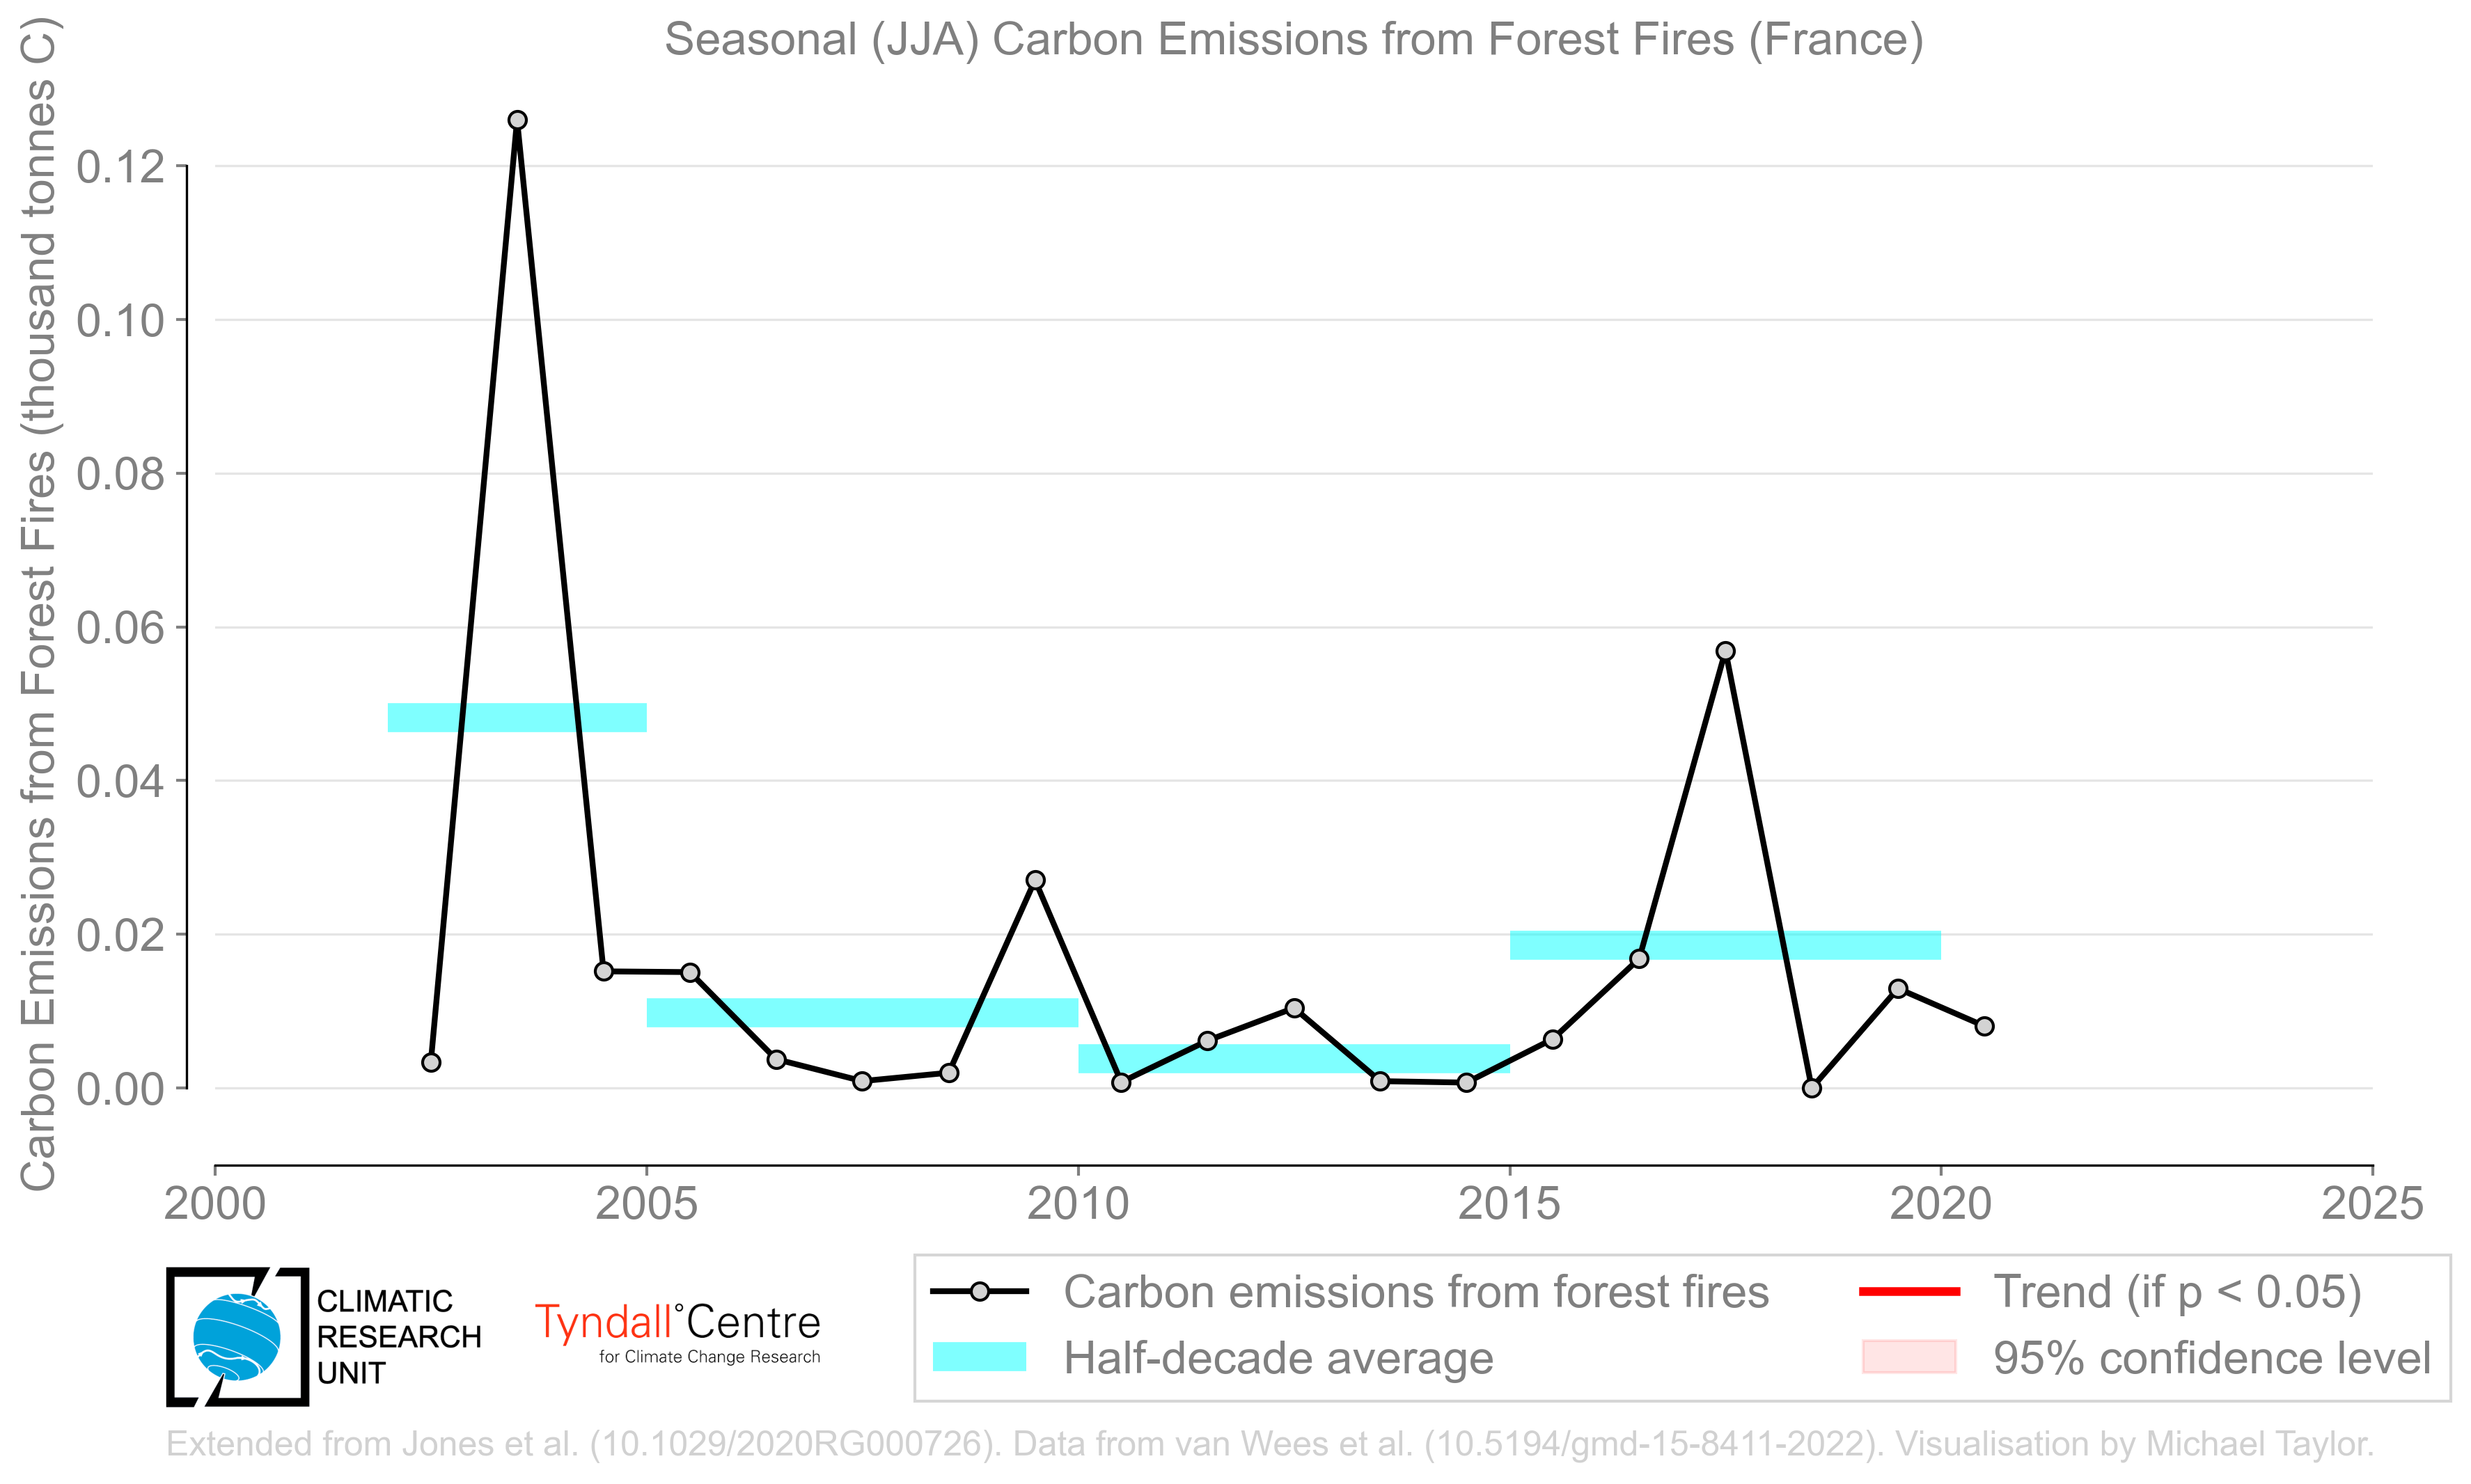 Seasonal (JJA) Carbon Emissions from Forest Fires (France)
Carbon Emissions from Forest Fires (thousand tonnes C)
0.12
0.10
0.08
0.06
0.04
0.02
0.00
2000 2005 2010 2015 2020 2025
CLIMATIC
RESEARCH
UNIT
Tyndall°Centre
for Climate Change Research
Carbon emissions from forest fires
Half-decade average
Trend (if p < 0.05)
95% confidence level
Extended from Jones et al. (10.1029/2020RG000726). Data from van Wees et al. (10.5194/gmd-15-8411-2022). Visualisation by Michael Taylor.